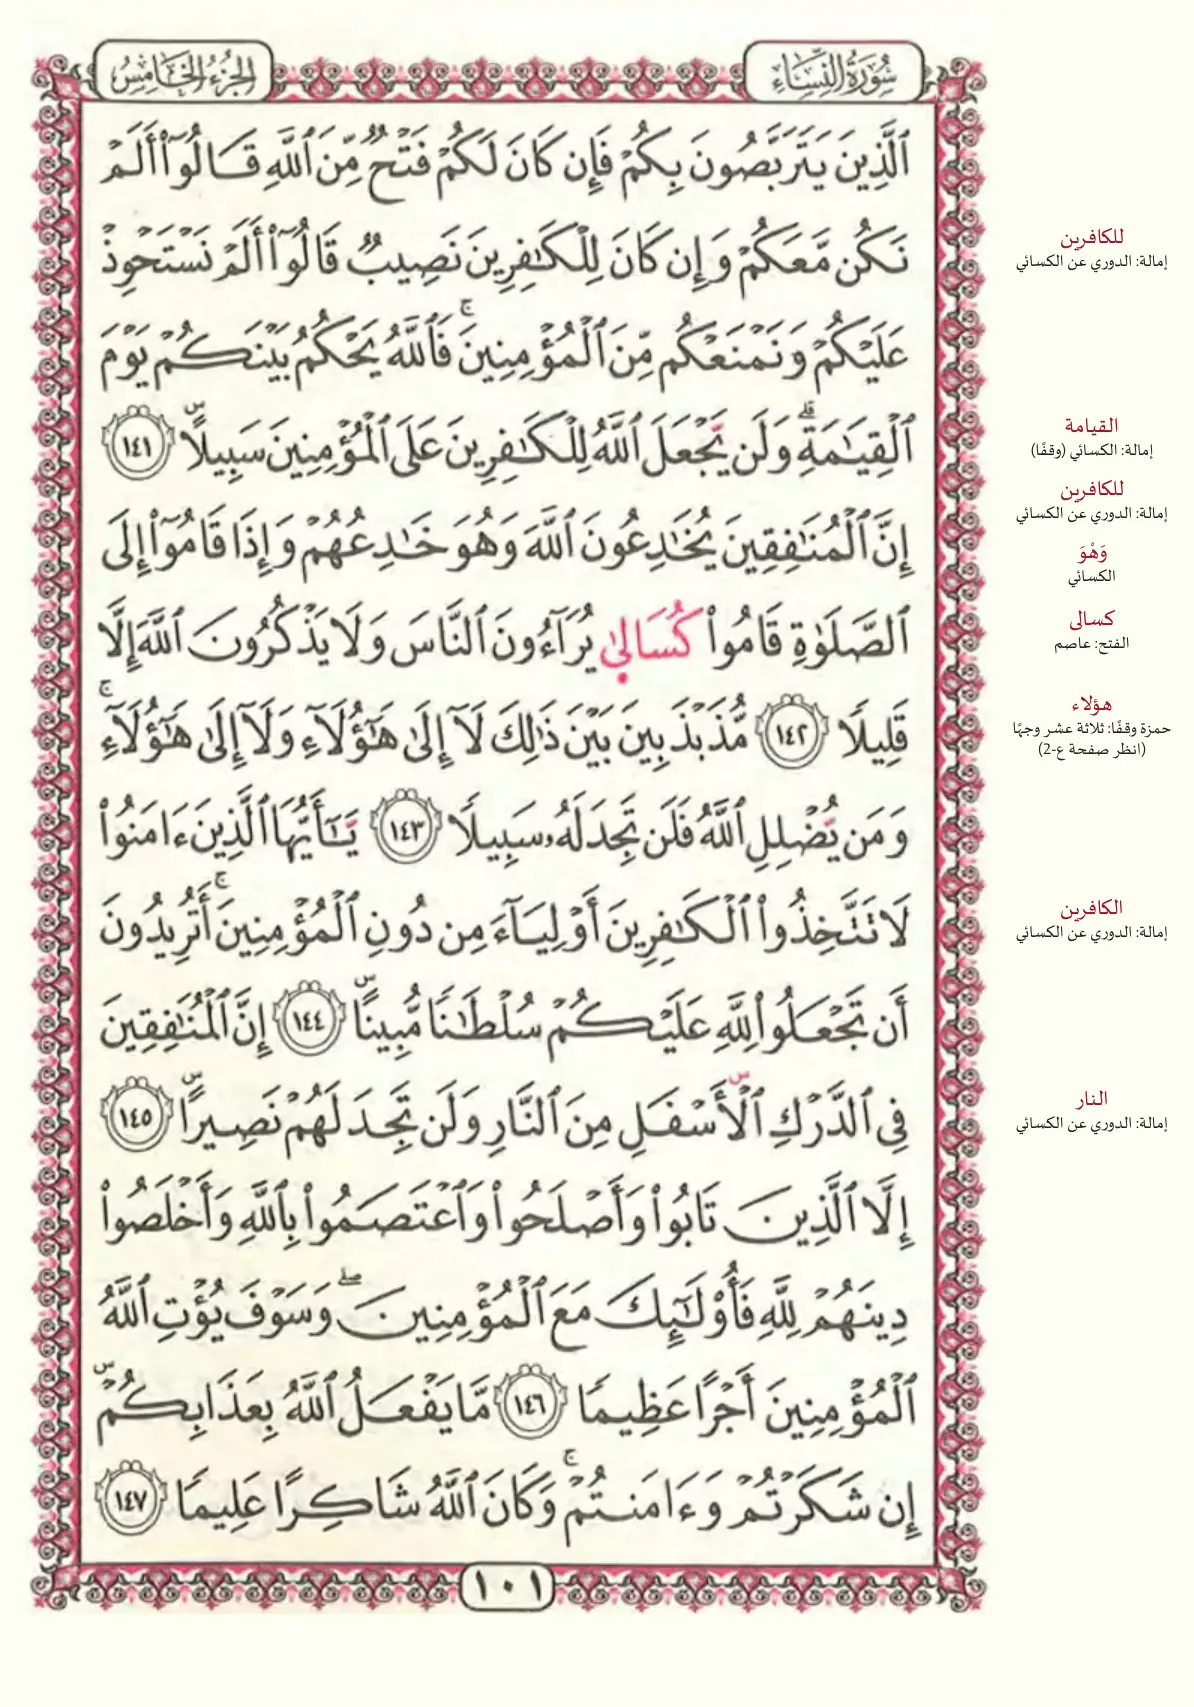 سُورَةُ النِّسَاءِ
الجُزْءُ الخَامِسُ
ٱلَّذِينَ يَتَرَبَّصُونَ بِكُمْ فَإِن كَانَ لَكُمْ فَتْحٌ مِّنَ ٱللَّهِ قَالُوٓا۟ أَلَمْ
نَكُن مَّعَكُمْ وَإِن كَانَ لِلْكَـٰفِرِينَ نَصِيبٌ قَالُوٓا۟ أَلَمْ نَسْتَحْوِذْ
للكافرين
إمالة: الدوري عن الكسائي
عَلَيْكُمْ وَنَمْنَعْكُم مِّنَ ٱلْمُؤْمِنِينَ ۚ فَٱللَّهُ يَحْكُمُ بَيْنَكُمْ يَوْمَ
ٱلْقِيَـٰمَةِ ۗ وَلَن يَجْعَلَ ٱللَّهُ لِلْكَـٰفِرِينَ عَلَى ٱلْمُؤْمِنِينَ سَبِيلًا ١٤١
القيامة
إمالة: الكسائي (وقفًا)
للكافرين
إمالة: الدوري عن الكسائي
إِنَّ ٱلْمُنَـٰفِقِينَ يُخَـٰدِعُونَ ٱللَّهَ وَهُوَ خَـٰدِعُهُمْ وَإِذَا قَامُوٓا۟ إِلَى
وَهْوَ
الكسائي
ٱلصَّلَوٰةِ قَامُوا۟ كُسَالَىٰ يُرَآءُونَ ٱلنَّاسَ وَلَا يَذْكُرُونَ ٱللَّهَ إِلَّا
كسالى
الفتح: عاصم
قَلِيلًا ١٤٢ مُّذَبْذَبِينَ بَيْنَ ذَٰلِكَ لَآ إِلَىٰ هَـٰٓؤُلَآءِ وَلَآ إِلَىٰ هَـٰٓؤُلَآءِ ۚ
هؤلاء
حمزة وقفًا: ثلاثة عشر وجهًا
(انظر صفحة ع-2)
وَمَن يُضْلِلِ ٱللَّهُ فَلَن تَجِدَ لَهُۥ سَبِيلًا ١٤٣ يَـٰٓأَيُّهَا ٱلَّذِينَ ءَامَنُوا۟
لَا تَتَّخِذُوا۟ ٱلْكَـٰفِرِينَ أَوْلِيَآءَ مِن دُونِ ٱلْمُؤْمِنِينَ ۚ أَتُرِيدُونَ
الكافرين
إمالة: الدوري عن الكسائي
أَن تَجْعَلُوا۟ لِلَّهِ عَلَيْكُمْ سُلْطَـٰنًا مُّبِينًا ١٤٤ إِنَّ ٱلْمُنَـٰفِقِينَ
فِى ٱلدَّرْكِ ٱلْأَسْفَلِ مِنَ ٱلنَّارِ وَلَن تَجِدَ لَهُمْ نَصِيرًا ١٤٥
النار
إمالة: الدوري عن الكسائي
إِلَّا ٱلَّذِينَ تَابُوا۟ وَأَصْلَحُوا۟ وَٱعْتَصَمُوا۟ بِٱللَّهِ وَأَخْلَصُوا۟
دِينَهُمْ لِلَّهِ فَأُو۟لَـٰٓئِكَ مَعَ ٱلْمُؤْمِنِينَ ۖ وَسَوْفَ يُؤْتِ ٱللَّهُ
ٱلْمُؤْمِنِينَ أَجْرًا عَظِيمًا ١٤٦ مَّا يَفْعَلُ ٱللَّهُ بِعَذَابِكُمْ
إِن شَكَرْتُمْ وَءَامَنتُمْ ۚ وَكَانَ ٱللَّهُ شَاكِرًا عَلِيمًا ١٤٧
١٠١